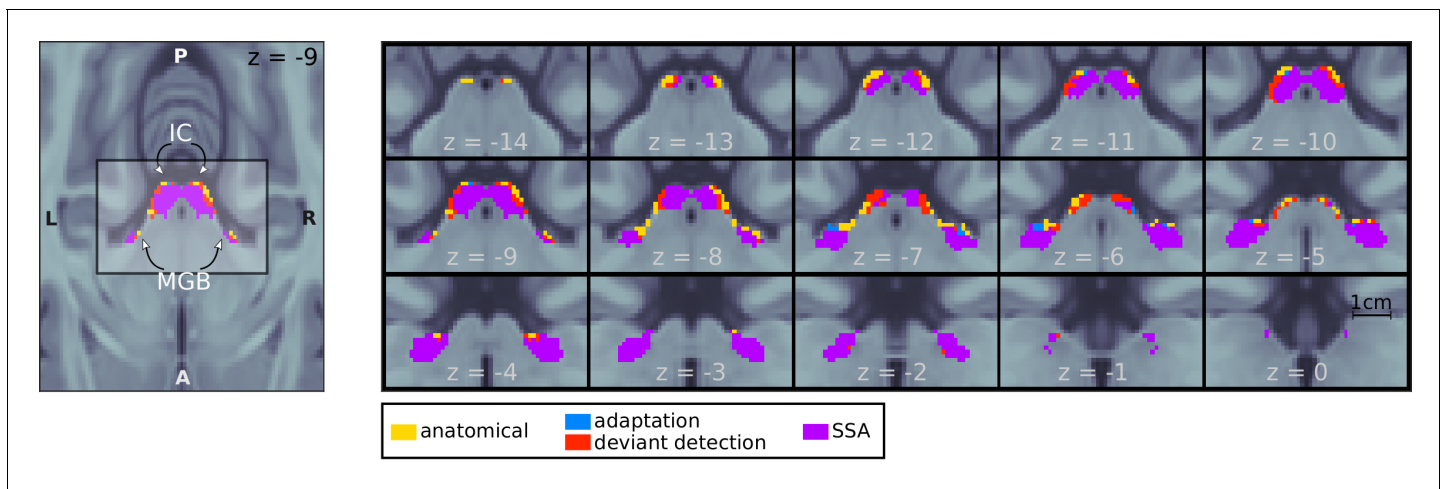 P
z = -9
IC
L
R
MGB
A
z = -14
z = -13
z = -12
z = -11
z = -10
z = -9
z = -8
z = -7
z = -6
z = -5
1cm
z = -4
z = -3
z = -2
z = -1
z = 0
anatomical
adaptation
deviant detection
SSA